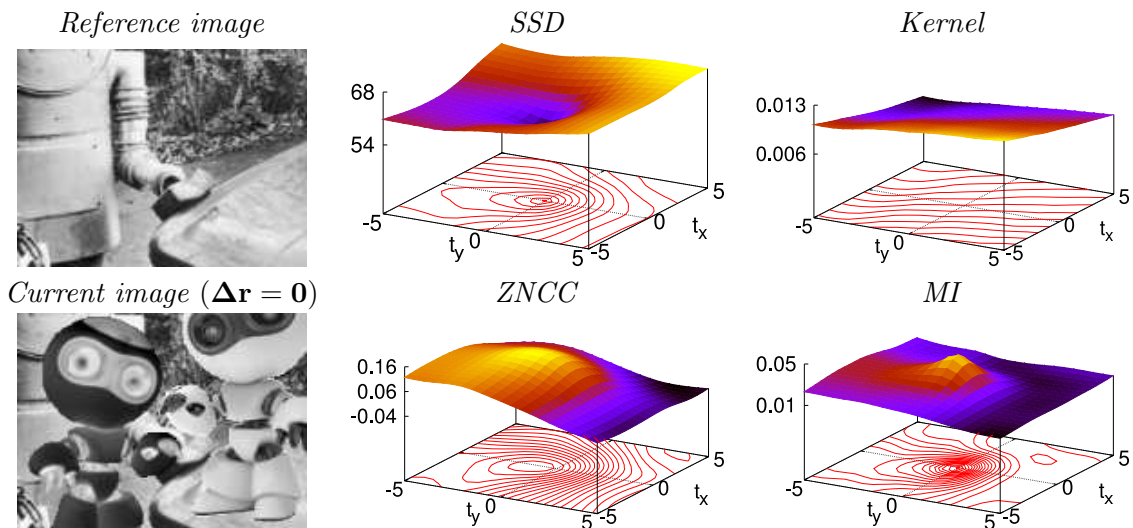 Reference image
SSD
Kernel
68
54
-5
t_y
0
5
-5
0
t_x
5
0.013
0.006
-5
t_y
0
5
-5
0
t_x
5
Current image (Δr = 0)
ZNCC
MI
0.16
0.06
-0.04
-5
t_y
0
5
-5
0
t_x
5
0.05
0.01
-5
t_y
0
5
-5
0
t_x
5